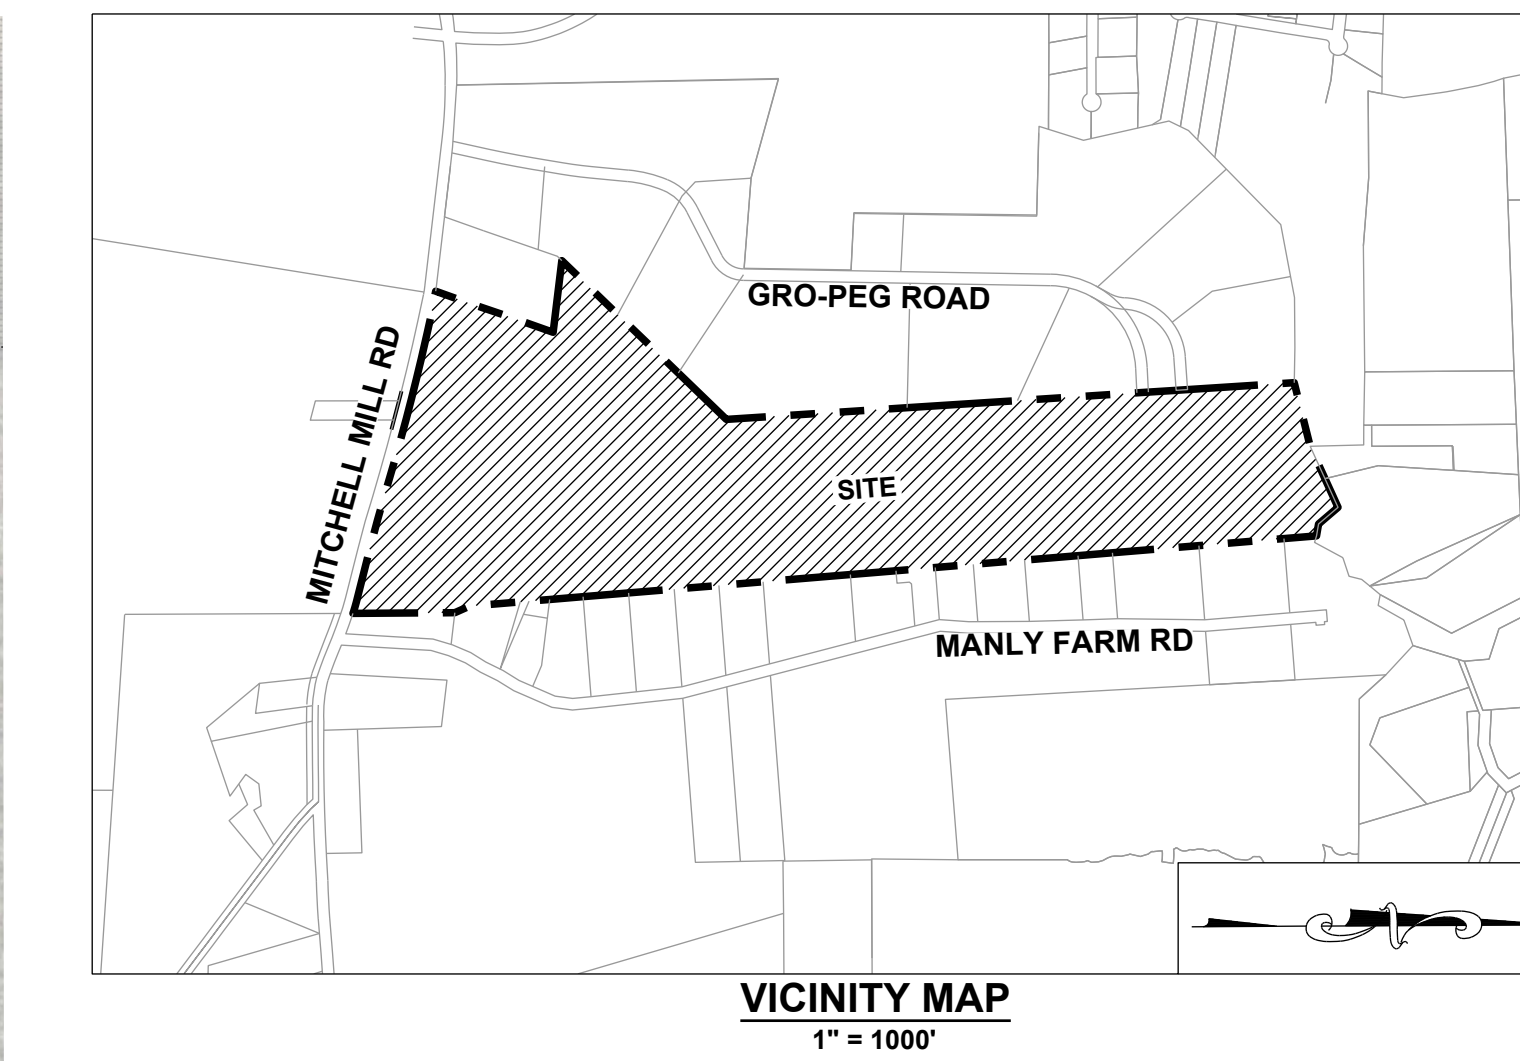 GRO-PEG ROAD
MITCHELL MILL RD
SITE
MANLY FARM RD
N
VICINITY MAP
1" = 1000'